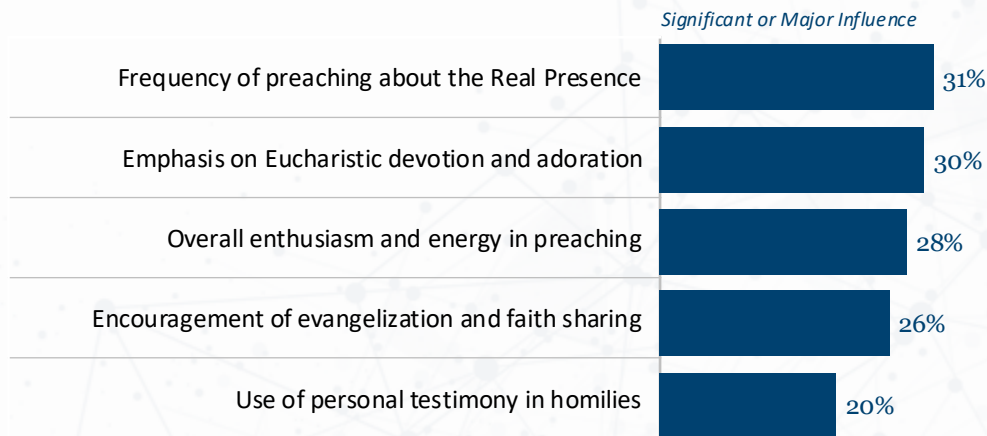 Significant or Major Influence
Frequency of preaching about the Real Presence
31%
Emphasis on Eucharistic devotion and adoration
30%
Overall enthusiasm and energy in preaching
28%
Encouragement of evangelization and faith sharing
26%
Use of personal testimony in homilies
20%